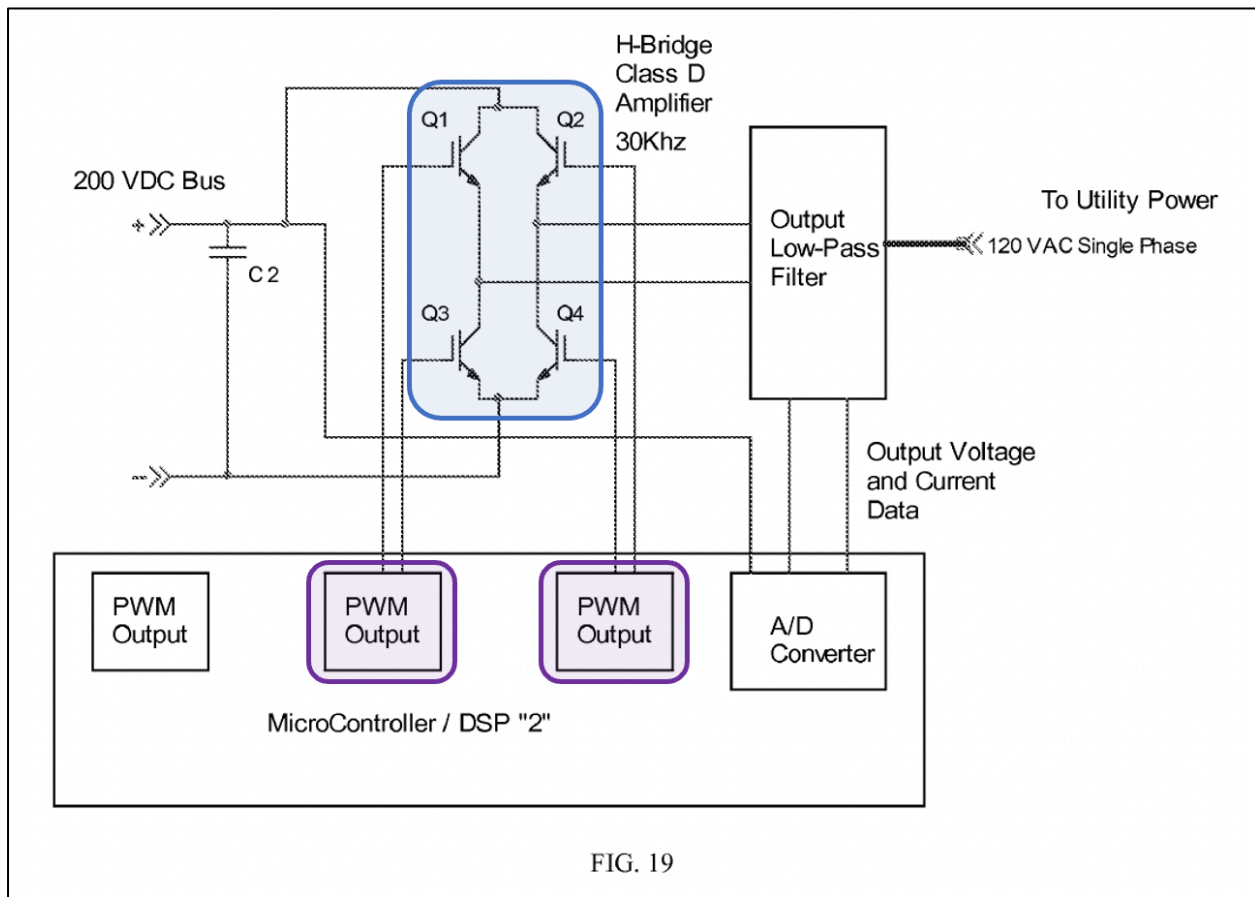 H-Bridge
Class D
Amplifier
30Khz
Q1
Q2
200 VDC Bus
+
C 2
To Utility Power
120 VAC Single Phase
Output
Low-Pass
Filter
Q3
Q4
-
Output Voltage
and Current
Data
PWM
Output
PWM
Output
PWM
Output
A/D
Converter
MicroController / DSP "2"
FIG. 19